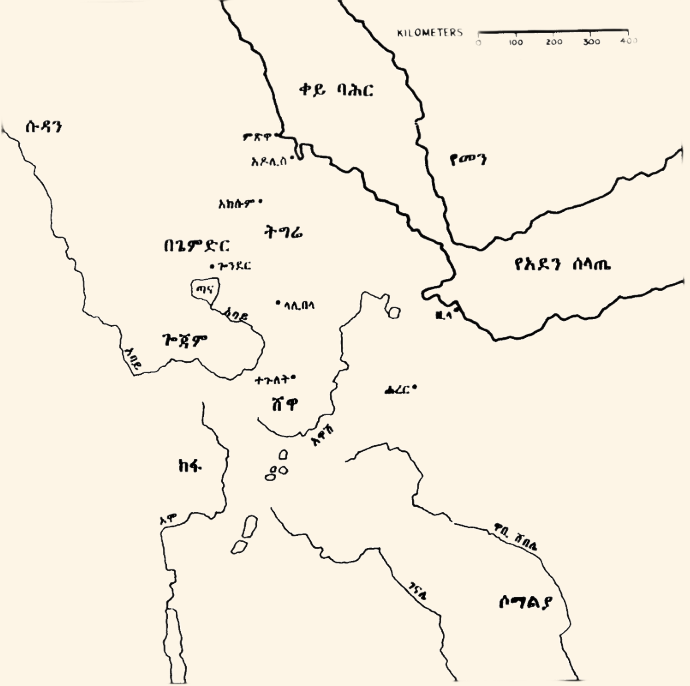 KILOMETERS
0 100 200 300 400
ቀይ ባሕር
ሱዳን
ምጽዋ
አዶሊስ
የመን
አክሱም
ትግሬ
በጌምድር
ጎንደር
የአደን ሰላጤ
ጣና
ላሊበላ
አባይ
ዜላ
ጎጃም
አባይ
ተጉለት
ሐረር
ሸዋ
አዋሽ
ከፋ
ኦሞ
ዋቢ ሸበሌ
ገናሌ
ሶማልያ